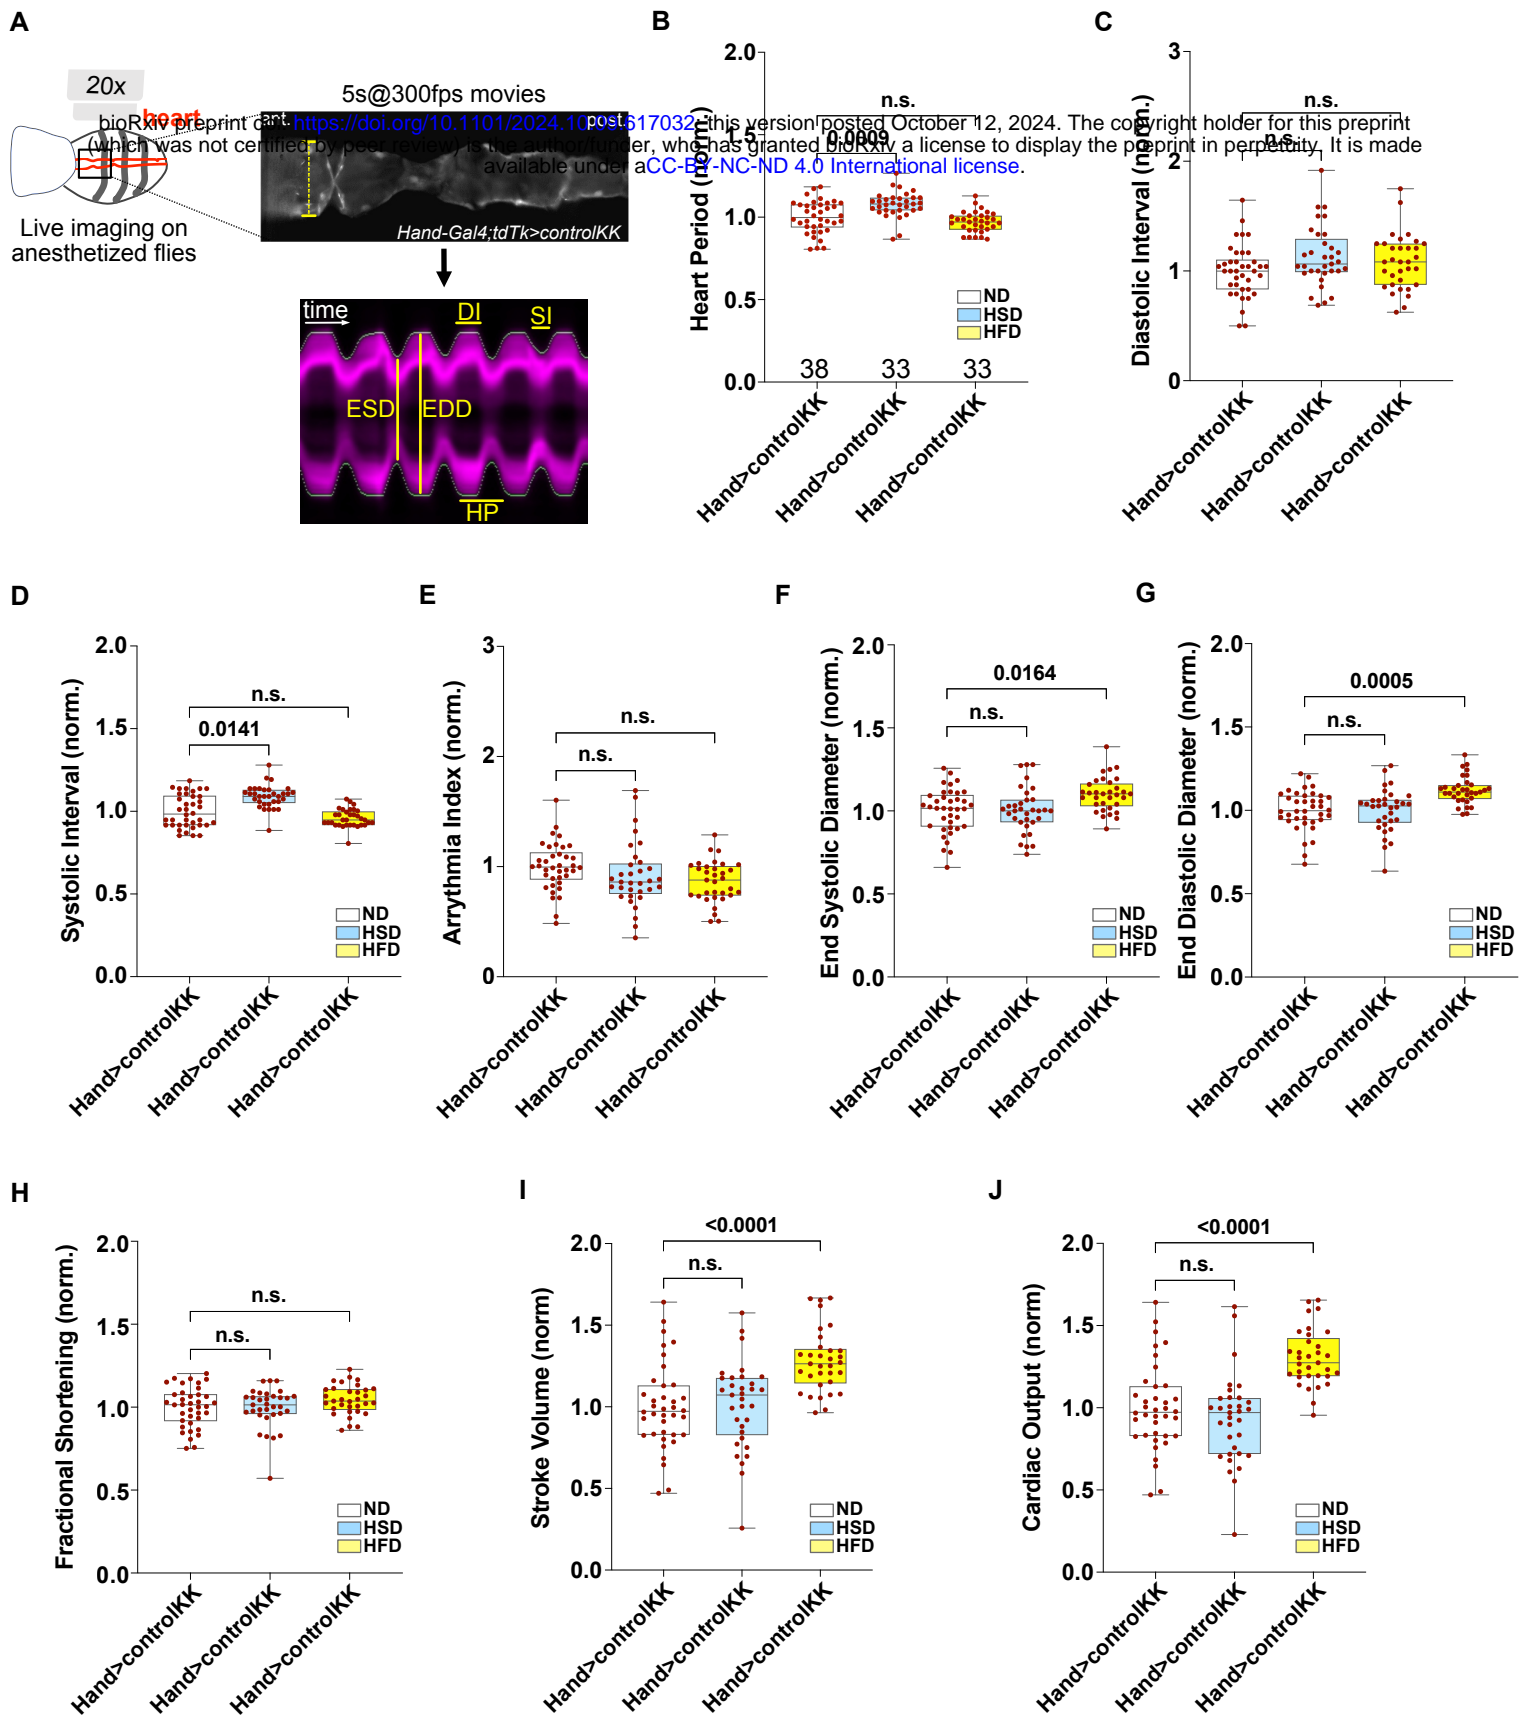 A
B
C
20x
heart
5s@300fps movies
ant.
post.
bioRxiv preprint doi: https://doi.org/10.1101/2024.10.09.617032; this version posted October 12, 2024. The copyright holder for this preprint
(which was not certified by peer review) is the author/funder, who has granted bioRxiv a license to display the preprint in perpetuity. It is made
available under aCC-BY-NC-ND 4.0 International license.
Live imaging on
anesthetized flies
Hand-Gal4;tdTk>controlKK
time
DI
SI
ESD
EDD
HP
Heart Period (norm.)
2.0
1.5
1.0
0.5
0.0
n.s.
0.0009
ND
HSD
HFD
38
33
33
Hand>controlKK
Hand>controlKK
Hand>controlKK
Diastolic Interval (norm.)
3
2
1
0
n.s.
n.s.
Hand>controlKK
Hand>controlKK
Hand>controlKK
D
E
F
G
Systolic Interval (norm.)
2.0
1.5
1.0
0.5
0.0
n.s.
0.0141
ND
HSD
HFD
Hand>controlKK
Hand>controlKK
Hand>controlKK
Arrythmia Index (norm.)
3
2
1
0
n.s.
n.s.
Hand>controlKK
Hand>controlKK
Hand>controlKK
End Systolic Diameter (norm.)
2.0
1.5
1.0
0.5
0.0
0.0164
n.s.
ND
HSD
HFD
Hand>controlKK
Hand>controlKK
Hand>controlKK
End Diastolic Diameter (norm.)
2.0
1.5
1.0
0.5
0.0
0.0005
n.s.
ND
HSD
HFD
Hand>controlKK
Hand>controlKK
Hand>controlKK
H
I
J
Fractional Shortening (norm.)
2.0
1.5
1.0
0.5
0.0
n.s.
n.s.
ND
HSD
HFD
Hand>controlKK
Hand>controlKK
Hand>controlKK
Stroke Volume (norm)
2.0
1.5
1.0
0.5
0.0
<0.0001
n.s.
ND
HSD
HFD
Hand>controlKK
Hand>controlKK
Hand>controlKK
Cardiac Output (norm)
2.0
1.5
1.0
0.5
0.0
<0.0001
n.s.
ND
HSD
HFD
Hand>controlKK
Hand>controlKK
Hand>controlKK